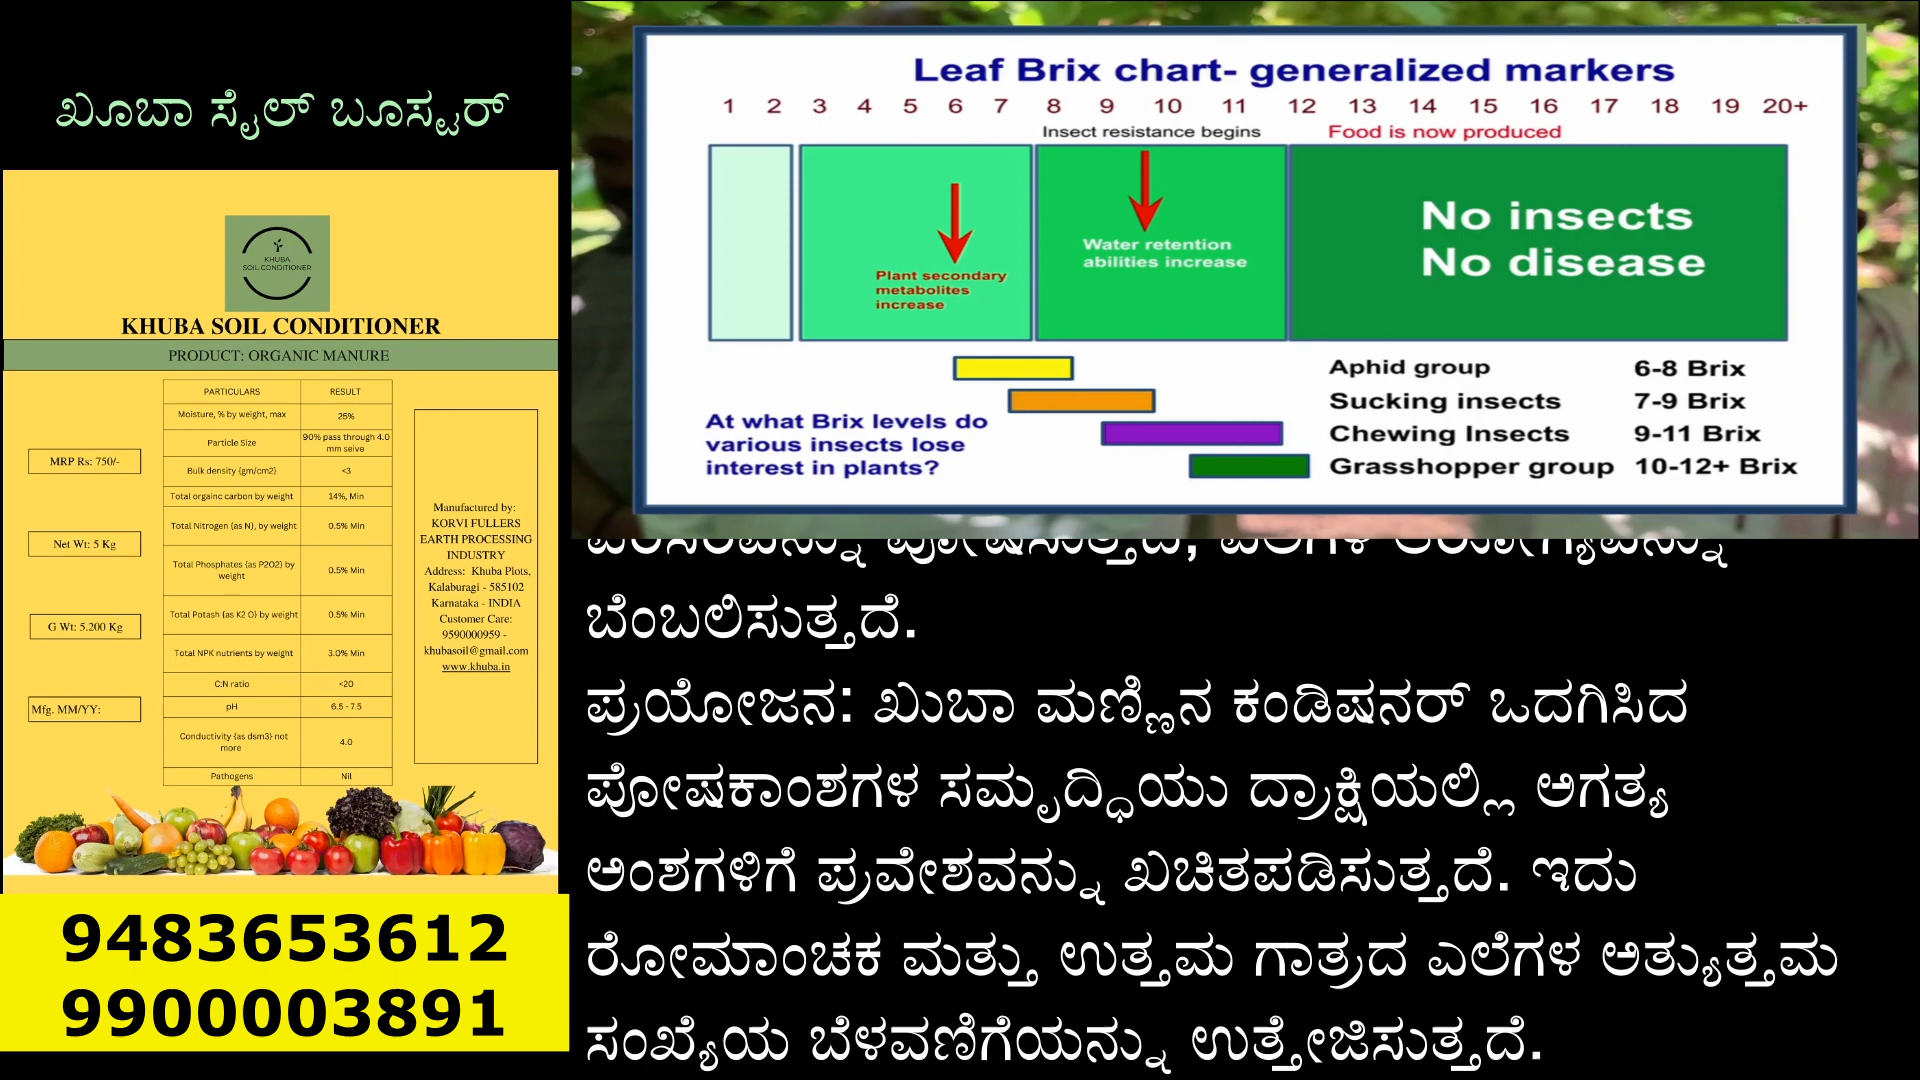 ಖೂಬಾ ಸೈಲ್ ಬೂಸ್ಟರ್
KHUBA
SOIL CONDITIONER
KHUBA SOIL CONDITIONER
PRODUCT: ORGANIC MANURE
MRP Rs: 750/-
Net Wt: 5 Kg
G Wt: 5.200 Kg
Mfg. MM/YY:
PARTICULARS RESULT
Moisture, % by weight, max 25%
Particle Size 90% pass through 4.0
mm seive
Bulk density {gm/cm2} <3
Total orgainc carbon by weight 14%, Min
Total Nitrogen {as N}, by weight 0.5% Min
Total Phosphates {as P2O2} by
weight 0.5% Min
Total Potash {as K2 O} by weight 0.5% Min
Total NPK nutrients by weight 3.0% Min
C:N ratio <20
pH 6.5 - 7.5
Conductivity {as dsm3} not
more 4.0
Pathogens Nil
Manufactured by:
KORVI FULLERS
EARTH PROCESSING
INDUSTRY
Address: Khuba Plots,
Kalaburagi - 585102
Karnataka - INDIA
Customer Care:
9590000959 -
khubasoil@gmail.com
www.khuba.in
9483653612
9900003891
Leaf Brix chart- generalized markers
1 2 3 4 5 6 7 8 9 10 11 12 13 14 15 16 17 18 19 20+
Insect resistance begins Food is now produced
Plant secondary
metabolites
increase
Water retention
abilities increase
No insects
No disease
At what Brix levels do
various insects lose
interest in plants?
Aphid group 6-8 Brix
Sucking insects 7-9 Brix
Chewing Insects 9-11 Brix
Grasshopper group 10-12+ Brix
ಬೆಂಬಲಿಸುತ್ತದೆ.
ಪ್ರಯೋಜನ: ಖುಬಾ ಮಣ್ಣಿನ ಕಂಡಿಷನರ್ ಒದಗಿಸಿದ
ಪೋಷಕಾಂಶಗಳ ಸಮೃದ್ಧಿಯು ದ್ರಾಕ್ಷಿಯಲ್ಲಿ ಅಗತ್ಯ
ಅಂಶಗಳಿಗೆ ಪ್ರವೇಶವನ್ನು ಖಚಿತಪಡಿಸುತ್ತದೆ. ಇದು
ರೋಮಾಂಚಕ ಮತ್ತು ಉತ್ತಮ ಗಾತ್ರದ ಎಲೆಗಳ ಅತ್ಯುತ್ತಮ
ಸಂಖ್ಯೆಯ ಬೆಳವಣಿಗೆಯನ್ನು ಉತ್ತೇಜಿಸುತ್ತದೆ.